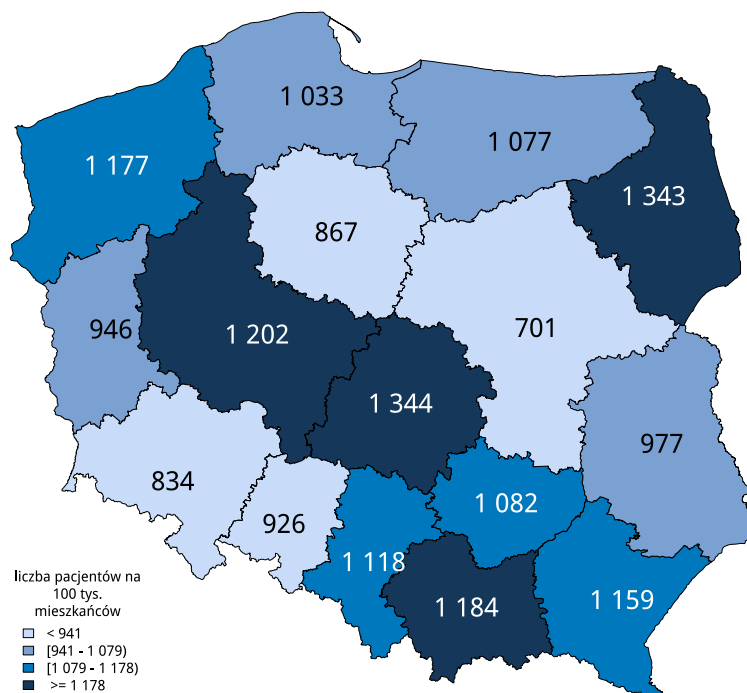 1 033
1 077
1 177
1 343
867
946
1 202
701
1 344
977
834
926
1 082
1 118
1 184
1 159
liczba pacjentów na
100 tys.
mieszkańców
< 941
[941 - 1 079)
[1 079 - 1 178)
>= 1 178